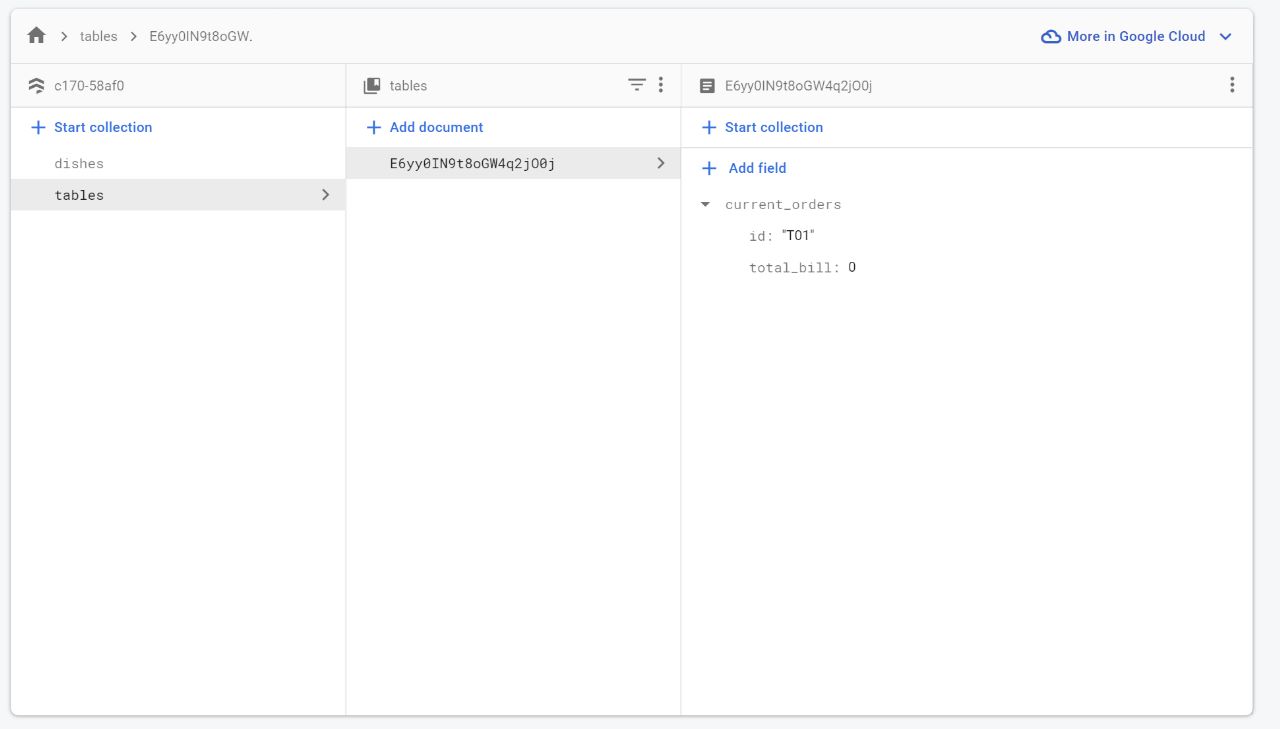 tables E6yy0IN9t8oGW.
More in Google Cloud
c170-58af0
Start collection
dishes
tables
tables
Add document
E6yy0IN9t8oGW4q2jO0j
E6yy0IN9t8oGW4q2jO0j
Start collection
Add field
current_orders
id: "T01"
total_bill: 0